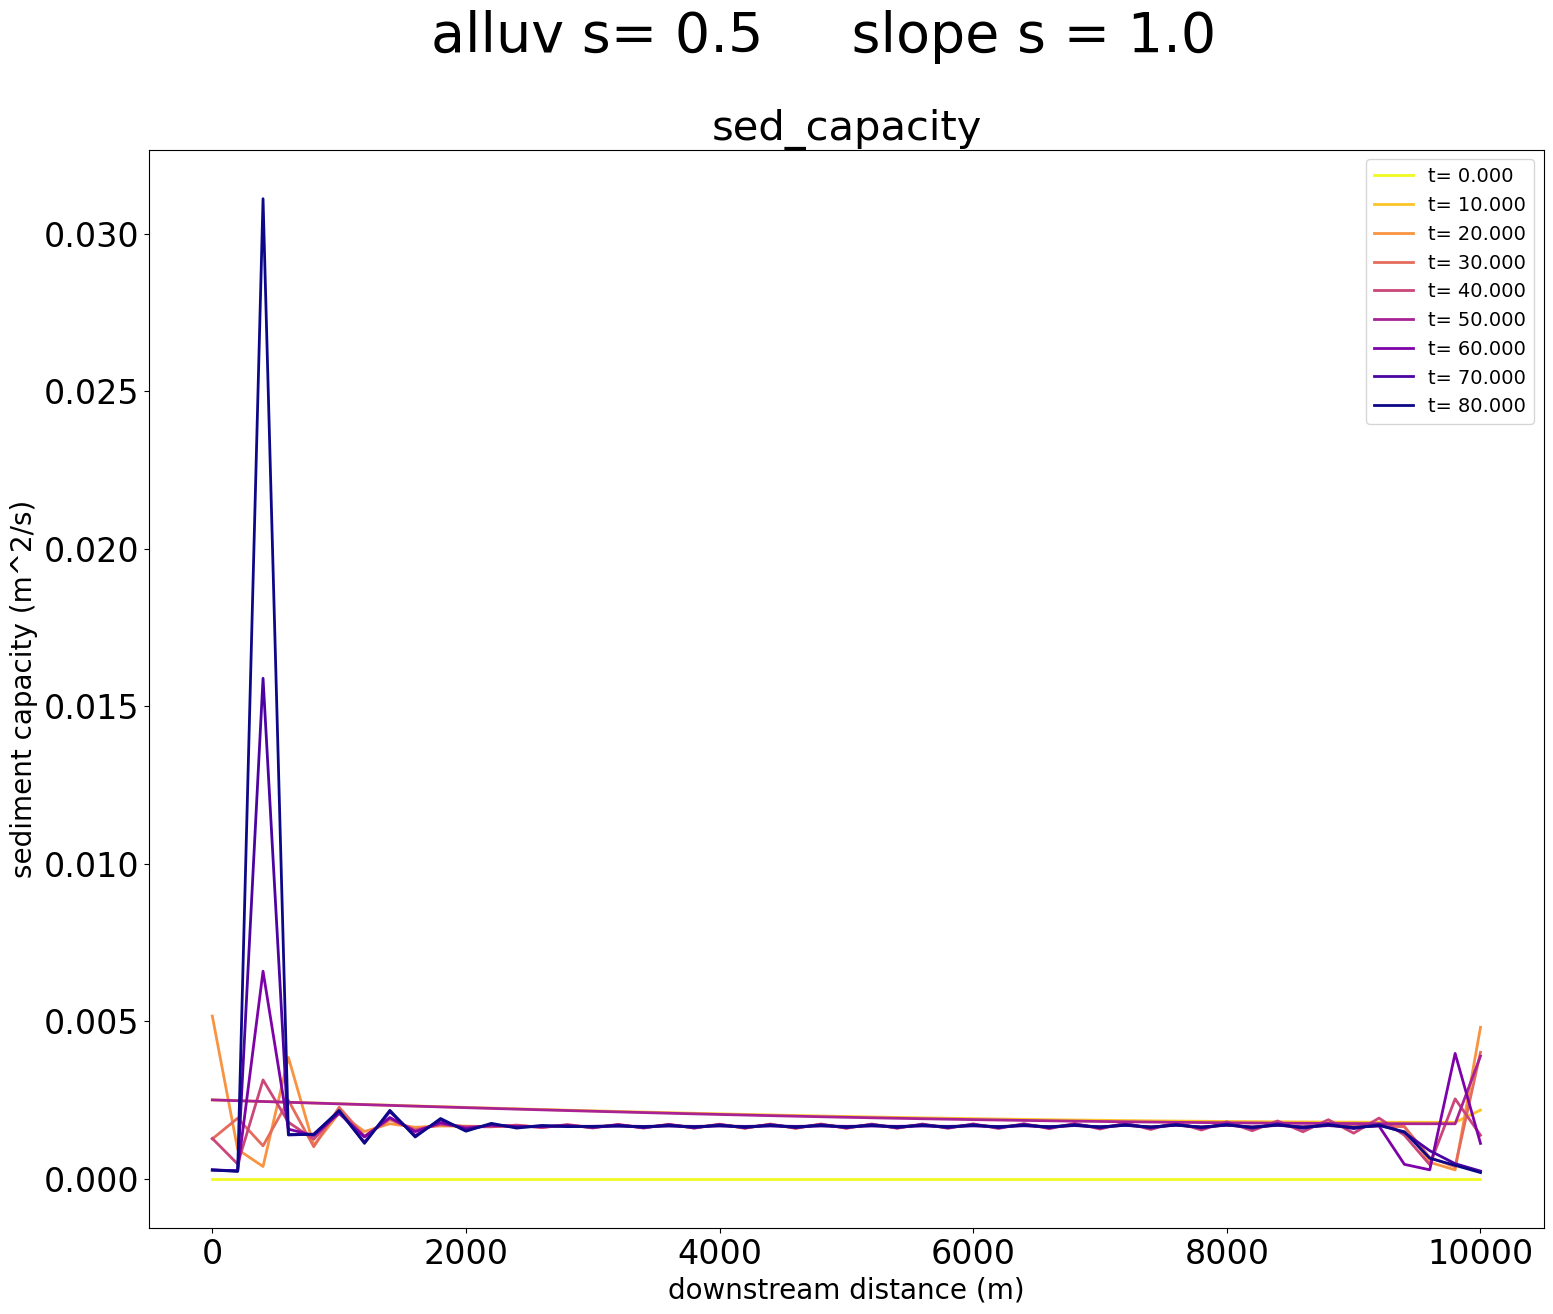 alluv s= 0.5     slope s = 1.0
sed_capacity
t= 0.000
t= 10.000
t= 20.000
t= 30.000
t= 40.000
t= 50.000
t= 60.000
t= 70.000
t= 80.000
sediment capacity (m^2/s)
0.030
0.025
0.020
0.015
0.010
0.005
0.000
0 2000 4000 6000 8000 10000
downstream distance (m)